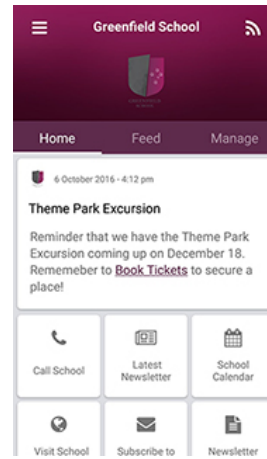 Greenfield School
Home Feed Manage
6 October 2016 - 4:12 pm
Theme Park Excursion
Reminder that we have the Theme Park
Excursion coming up on December 18.
Rememeber to Book Tickets to secure a
place!
Call School
Latest
Newsletter
School
Calendar
Visit School
Subscribe to
Newsletter